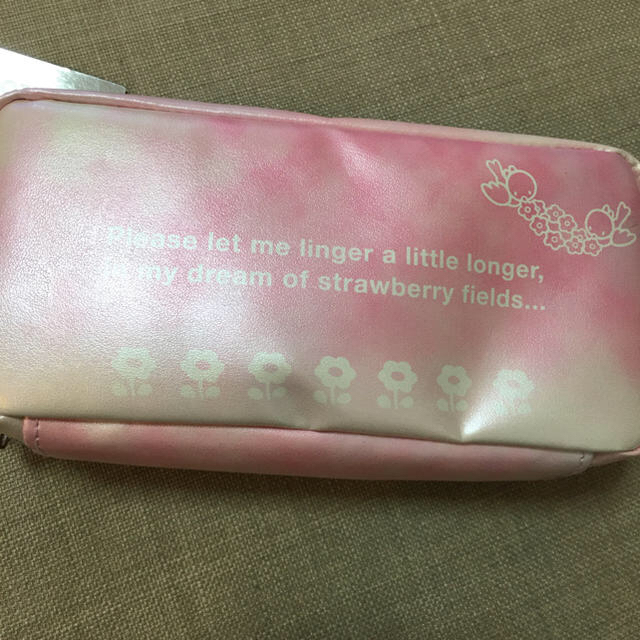 Please let me linger a little longer,
in my dream of strawberry fields...